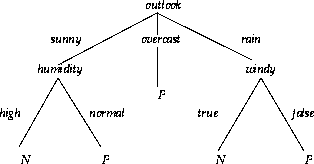 outlook
sunny overcast rain
humidity windy
P
high normal true false
N P N P